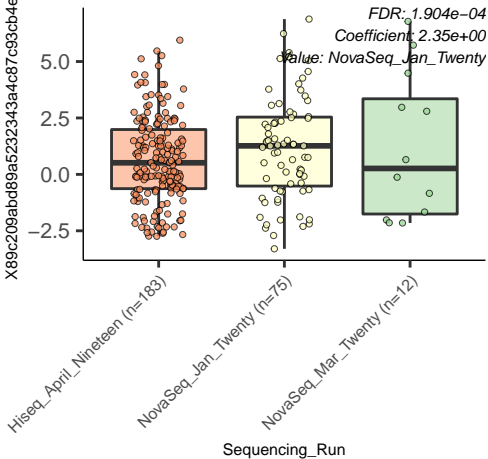 FDR: 1.904e−04
Coefficient: 2.35e+00
Value: NovaSeq_Jan_Twenty
X89c209abd89a5232343a4c87c93cb4e
5.0
2.5
0.0
−2.5
Hiseq_April_Nineteen (n=183)
NovaSeq_Jan_Twenty (n=75)
NovaSeq_Mar_Twenty (n=12)
Sequencing_Run